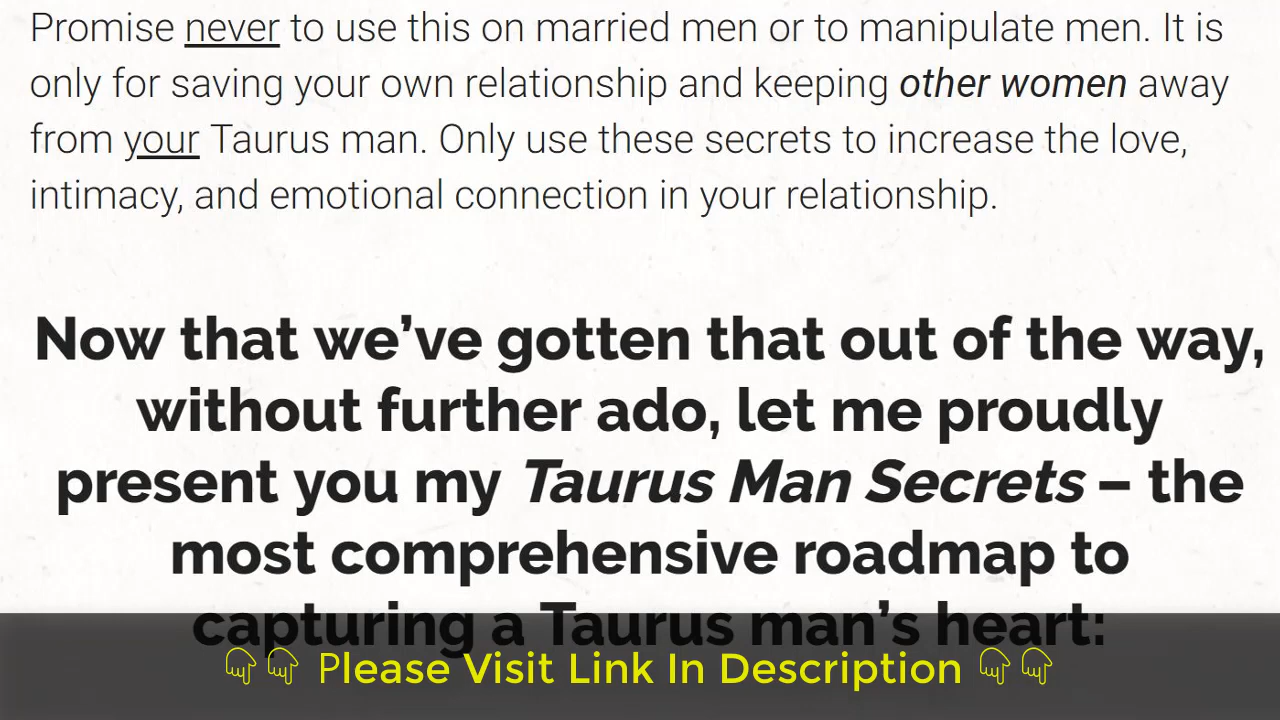 Promise never to use this on married men or to manipulate men. It is
only for saving your own relationship and keeping other women away
from your Taurus man. Only use these secrets to increase the love,
intimacy, and emotional connection in your relationship.
Now that we’ve gotten that out of the way,
without further ado, let me proudly
present you my Taurus Man Secrets – the
most comprehensive roadmap to
capturing a Taurus man’s heart:
👇👇 Please Visit Link In Description 👇👇